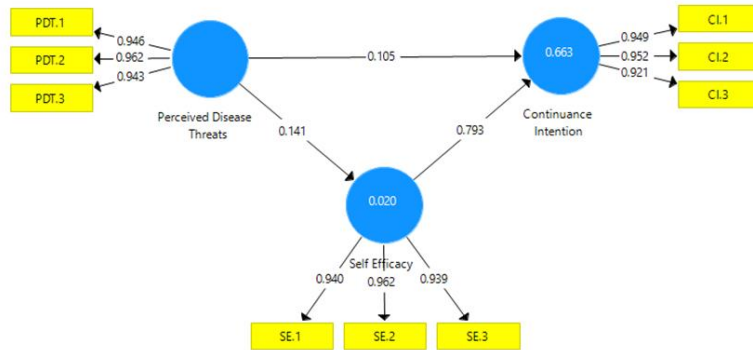 PDT.1
0.946
PDT.2
0.962
PDT.3
0.943
Perceived Disease
Threats
0.105
0.663
Continuance
Intention
0.949
CI.1
0.952
CI.2
0.921
CI.3
0.141
0.793
0.020
Self Efficacy
0.940
0.962
0.939
SE.1
SE.2
SE.3